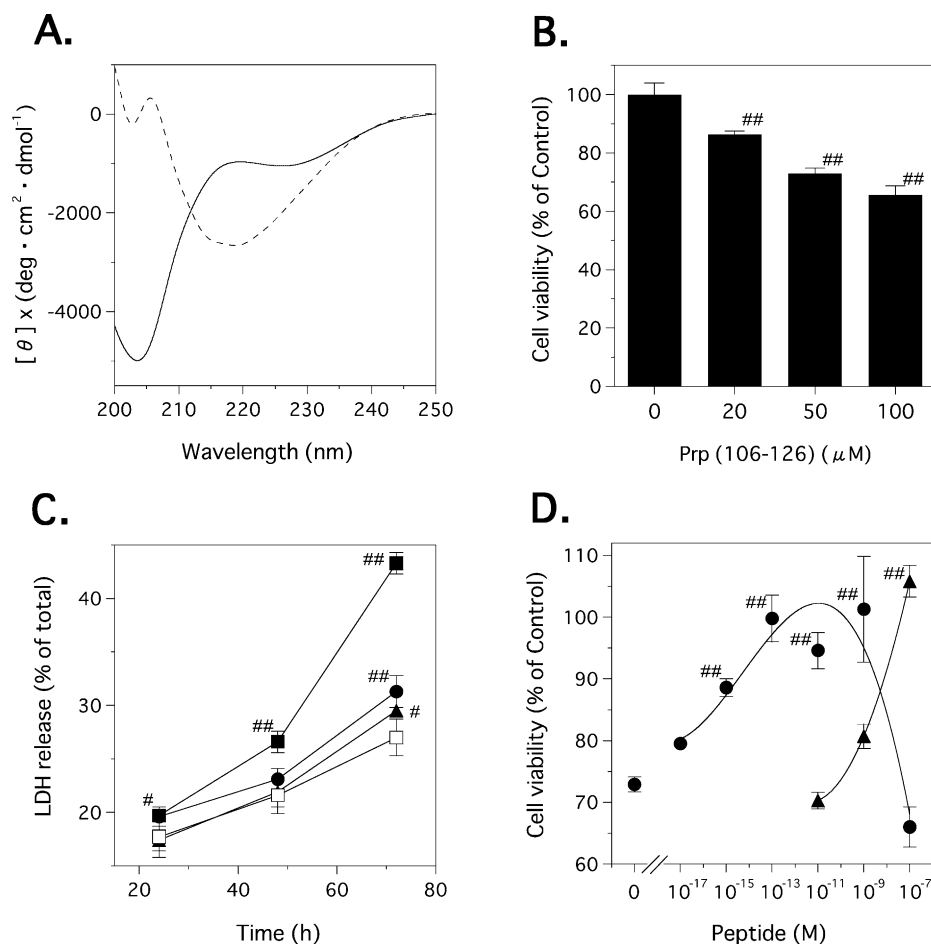 A.
0
-2000
-4000
[θ] x (deg・cm²・dmol⁻¹)
200 210 220 230 240 250
Wavelength (nm)
B.
100
80
60
40
20
0
Cell viability (% of Control)
##
##
##
0 20 50 100
Prp (106-126) (μM)
C.
40
30
20
LDH release (% of total)
##
##
##
#
#
20 40 60 80
Time (h)
D.
110
100
90
80
70
60
Cell viability (% of Control)
##
##
##
##
##
0 10⁻¹⁷ 10⁻¹⁵ 10⁻¹³ 10⁻¹¹ 10⁻⁹ 10⁻⁷
Peptide (M)